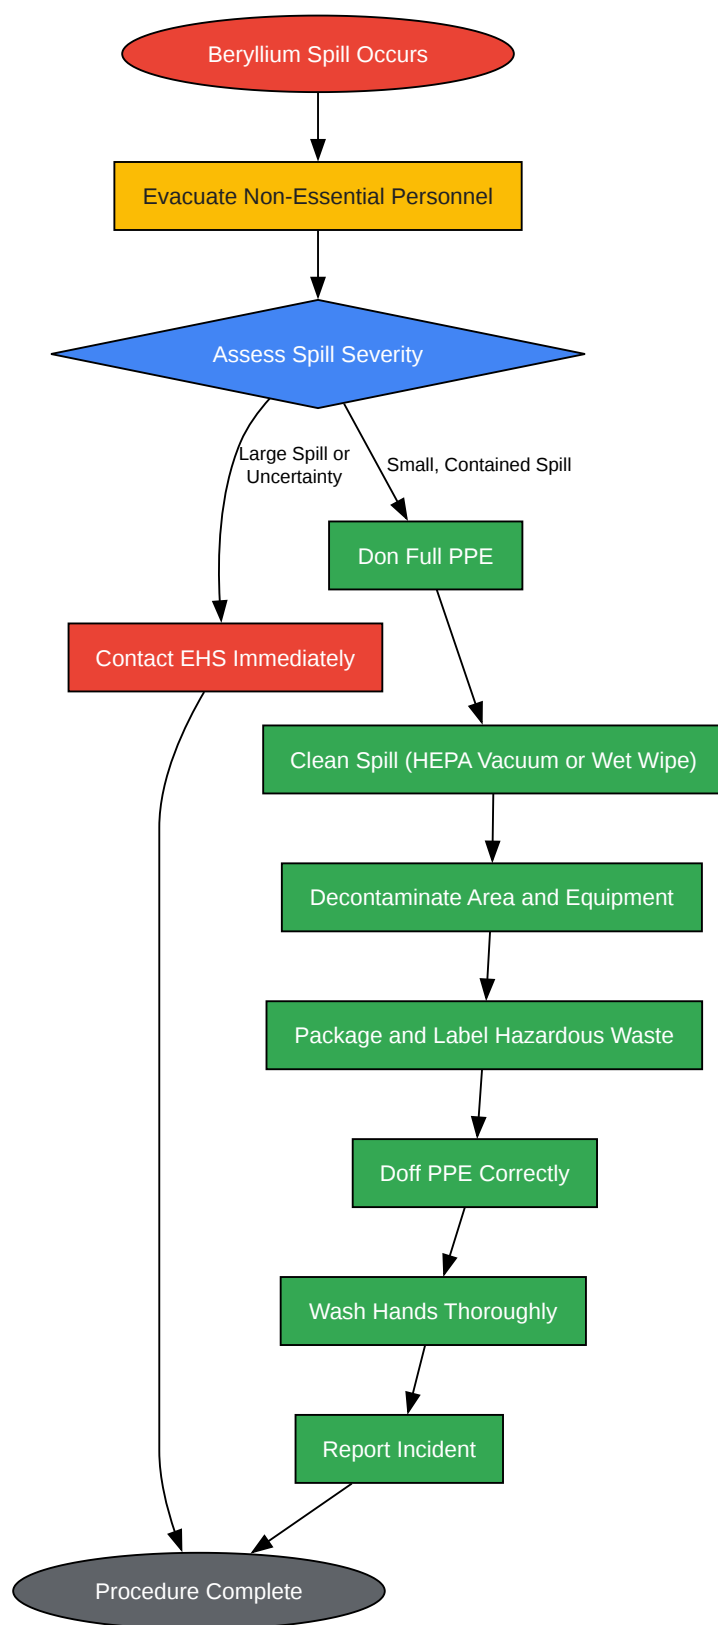 Beryllium Spill Occurs
Evacuate Non-Essential Personnel
Assess Spill Severity
Large Spill or
Uncertainty
Small, Contained Spill
Don Full PPE
Contact EHS Immediately
Clean Spill (HEPA Vacuum or Wet Wipe)
Decontaminate Area and Equipment
Package and Label Hazardous Waste
Doff PPE Correctly
Wash Hands Thoroughly
Report Incident
Procedure Complete